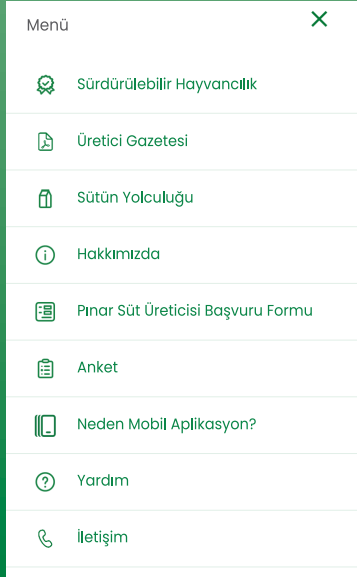 Menü
Sürdürülebilir Hayvancılık
Üretici Gazetesi
Sütün Yolculuğu
Hakkımızda
Pınar Süt Üreticisi Başvuru Formu
Anket
Neden Mobil Aplikasyon?
Yardım
İletişim